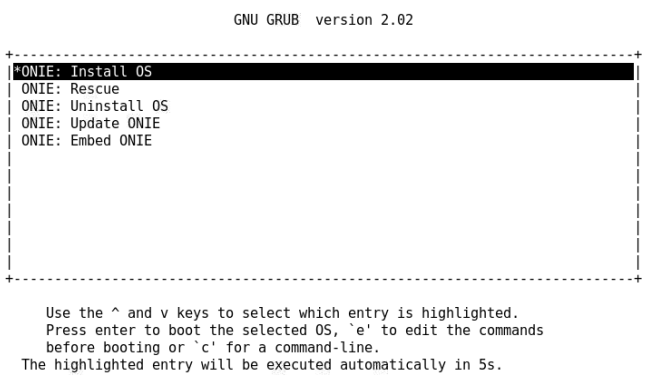 GNU GRUB  version 2.02
+----------------------------------------------------------------------------+
|*ONIE: Install OS                                                           |
| ONIE: Rescue                                                               |
| ONIE: Uninstall OS                                                         |
| ONIE: Update ONIE                                                          |
| ONIE: Embed ONIE                                                           |
+----------------------------------------------------------------------------+
Use the ^ and v keys to select which entry is highlighted.
Press enter to boot the selected OS, `e' to edit the commands
before booting or `c' for a command-line.
The highlighted entry will be executed automatically in 5s.